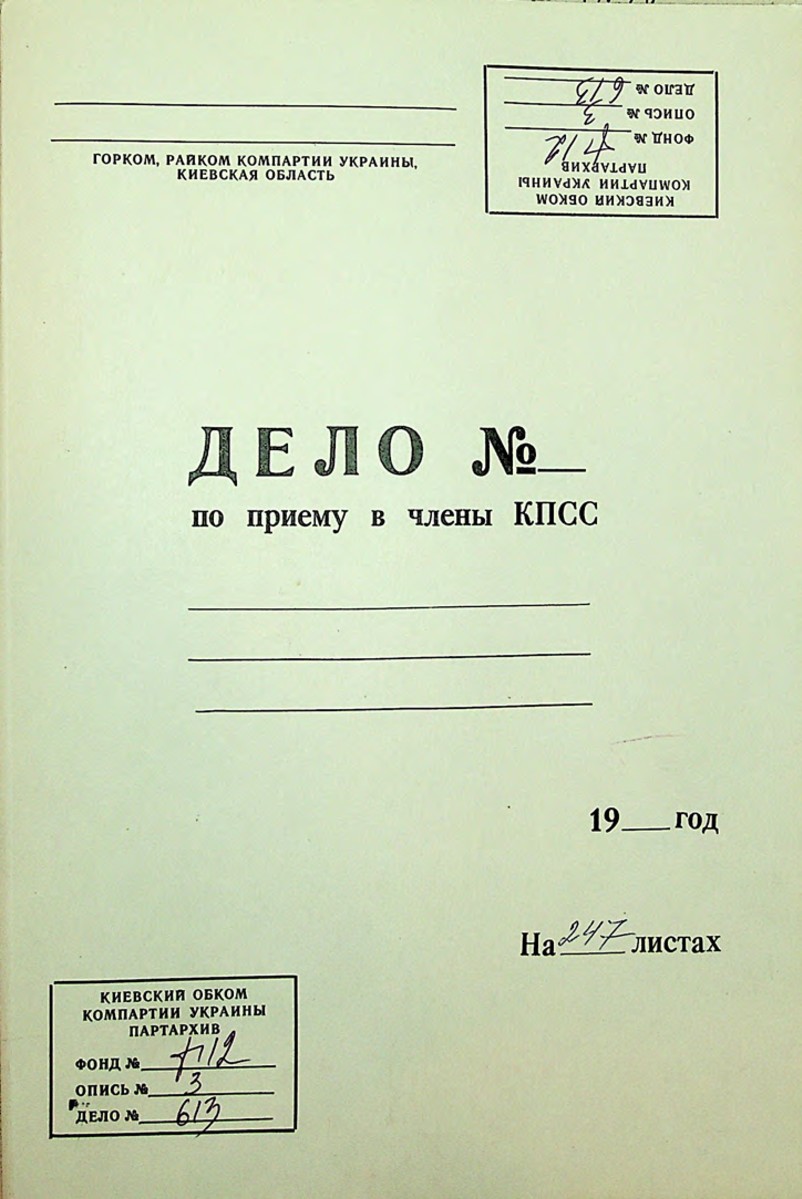 ГОРКОМ, РАЙКОМ КОМПАРТИИ УКРАИНЫ,
КИЕВСКАЯ ОБЛАСТЬ
КИЕВСКИЙ ОБКОМ
КОМПАРТИИ УКРАИНЫ
ПАРТАРХИВ
ФОНД №
ОПИСЬ № 3
ДЕЛО № 613
ДЕЛО №
по приему в члены КПСС
19 год
На 247 листах
КИЕВСКИЙ ОБКОМ
КОМПАРТИИ УКРАИНЫ
ПАРТАРХИВ
ФОНД №
ОПИСЬ № 3
ДЕЛО № 613